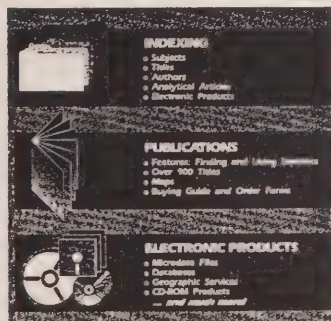 INDEXING
Subjects
Titles
Authors
Analytical Articles
Electronic Products
PUBLICATIONS
Features: Finding and Using
Over 900 Titles
Maps
Buying Guide and Order Forms
ELECTRONIC PRODUCTS
Microdata Files
Databases
Geographic Services
CD-ROM Products
... and much more!